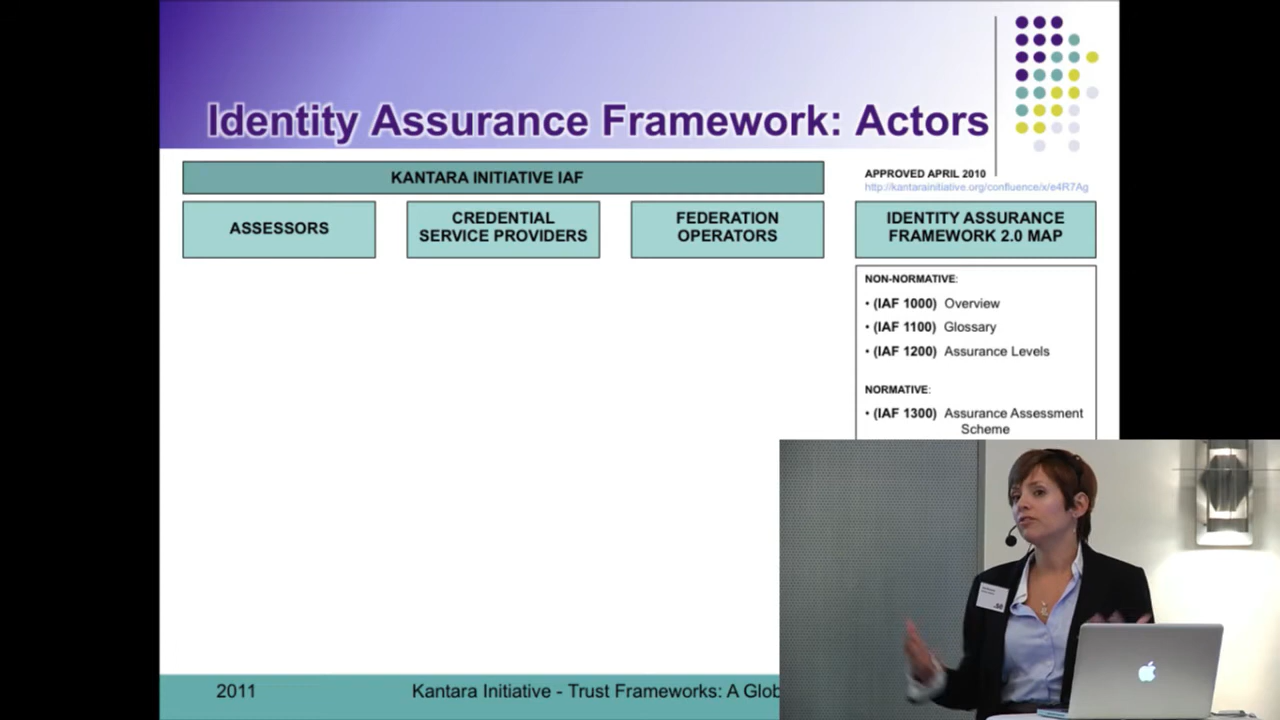 Identity Assurance Framework: Actors
KANTARA INITIATIVE IAF
APPROVED APRIL 2010
http://kantarainitiative.org/confluence/x/e4R7Ag
ASSESSORS
CREDENTIAL
SERVICE PROVIDERS
FEDERATION
OPERATORS
IDENTITY ASSURANCE
FRAMEWORK 2.0 MAP
NON-NORMATIVE:
• (IAF 1000) Overview
• (IAF 1100) Glossary
• (IAF 1200) Assurance Levels
NORMATIVE:
• (IAF 1300) Assurance Assessment
Scheme
2011
Kantara Initiative - Trust Frameworks: A Glob